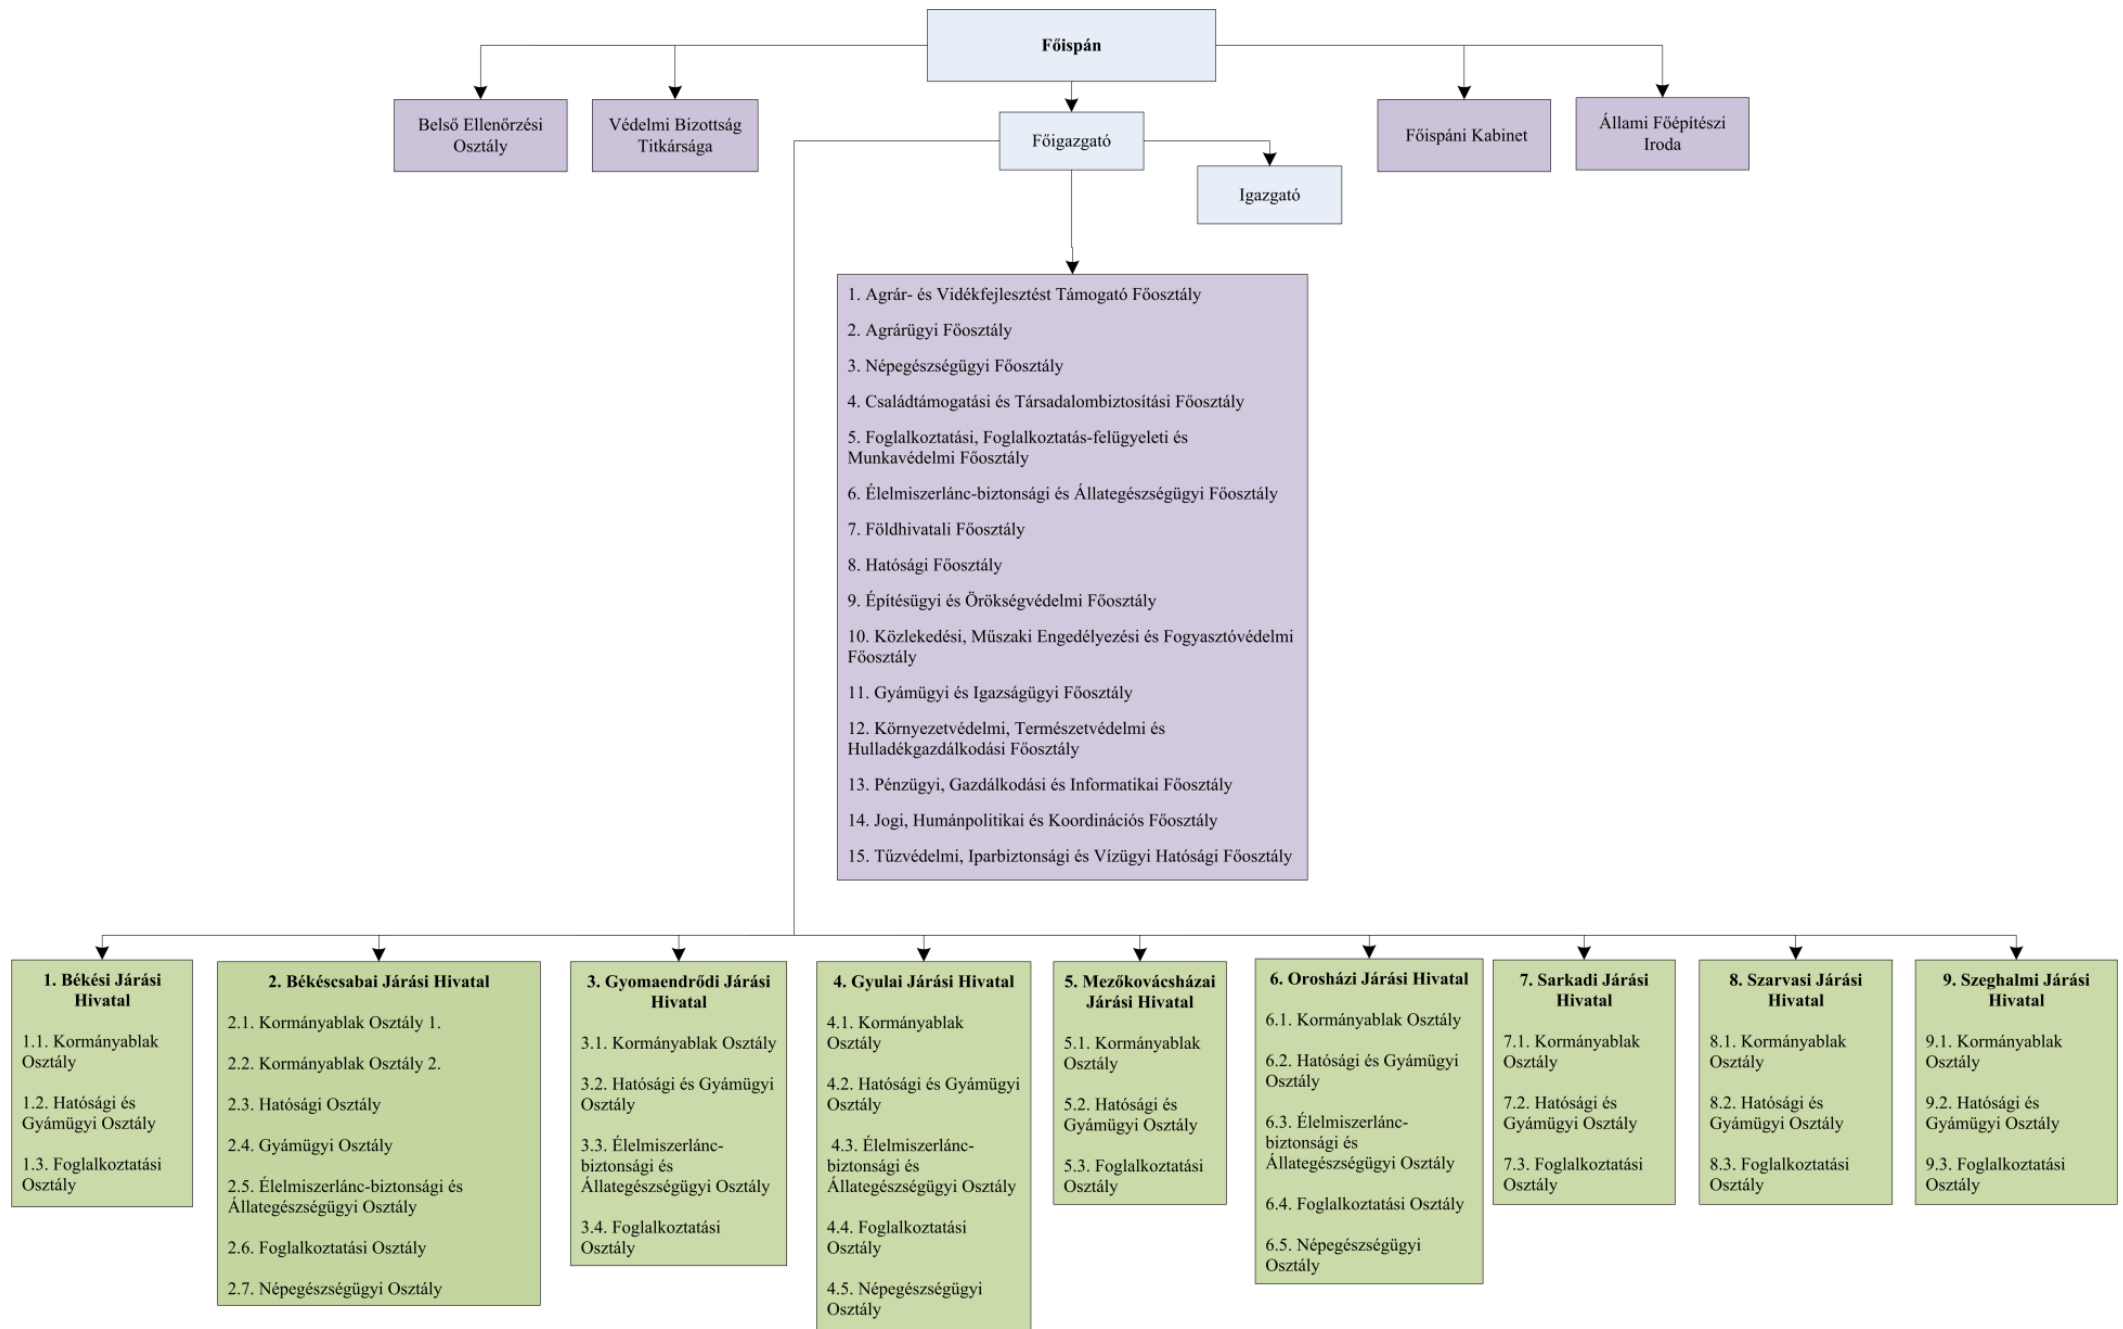 Főispán
Belső Ellenőrzési
Osztály
Védelmi Bizottság
Titkársága
Főigazgató
Igazgató
Főispáni Kabinet
Állami Főépítészi
Iroda
1. Agrár- és Vidékfejlesztést Támogató Főosztály
2. Agrárügyi Főosztály
3. Népegészségügyi Főosztály
4. Családtámogatási és Társadalombiztosítási Főosztály
5. Foglalkoztatási, Foglalkoztatás-felügyeleti és
Munkavédelmi Főosztály
6. Élelmiszerlánc-biztonsági és Állategészségügyi Főosztály
7. Földhivatali Főosztály
8. Hatósági Főosztály
9. Építésügyi és Örökségvédelmi Főosztály
10. Közlekedési, Műszaki Engedélyezési és Fogyasztóvédelmi
Főosztály
11. Gyámügyi és Igazságügyi Főosztály
12. Környezetvédelmi, Természetvédelmi és
Hulladékgazdálkodási Főosztály
13. Pénzügyi, Gazdálkodási és Informatikai Főosztály
14. Jogi, Humánpolitikai és Koordinációs Főosztály
15. Tűzvédelmi, Iparbiztonsági és Vízügyi Hatósági Főosztály
1. Békési Járási
Hivatal
1.1. Kormányablak
Osztály
1.2. Hatósági és
Gyámügyi Osztály
1.3. Foglalkoztatási
Osztály
2. Békéscsabai Járási Hivatal
2.1. Kormányablak Osztály 1.
2.2. Kormányablak Osztály 2.
2.3. Hatósági Osztály
2.4. Gyámügyi Osztály
2.5. Élelmiszerlánc-biztonsági és
Állategészségügyi Osztály
2.6. Foglalkoztatási Osztály
2.7. Népegészségügyi Osztály
3. Gyomaendrődi Járási
Hivatal
3.1. Kormányablak Osztály
3.2. Hatósági és Gyámügyi
Osztály
3.3. Élelmiszerlánc-
biztonsági és
Állategészségügyi Osztály
3.4. Foglalkoztatási
Osztály
4. Gyulai Járási Hivatal
4.1. Kormányablak
Osztály
4.2. Hatósági és Gyámügyi
Osztály
4.3. Élelmiszerlánc-
biztonsági és
Állategészségügyi Osztály
4.4. Foglalkoztatási
Osztály
4.5. Népegészségügyi
Osztály
5. Mezőkovácsházai
Járási Hivatal
5.1. Kormányablak
Osztály
5.2. Hatósági és
Gyámügyi Osztály
5.3. Foglalkoztatási
Osztály
6. Orosházi Járási Hivatal
6.1. Kormányablak Osztály
6.2. Hatósági és Gyámügyi
Osztály
6.3. Élelmiszerlánc-
biztonsági és
Állategészségügyi Osztály
6.4. Foglalkoztatási Osztály
6.5. Népegészségügyi
Osztály
7. Sarkadi Járási
Hivatal
7.1. Kormányablak
Osztály
7.2. Hatósági és
Gyámügyi Osztály
7.3. Foglalkoztatási
Osztály
8. Szarvasi Járási
Hivatal
8.1. Kormányablak
Osztály
8.2. Hatósági és
Gyámügyi Osztály
8.3. Foglalkoztatási
Osztály
9. Szeghalmi Járási
Hivatal
9.1. Kormányablak
Osztály
9.2. Hatósági és
Gyámügyi Osztály
9.3. Foglalkoztatási
Osztály